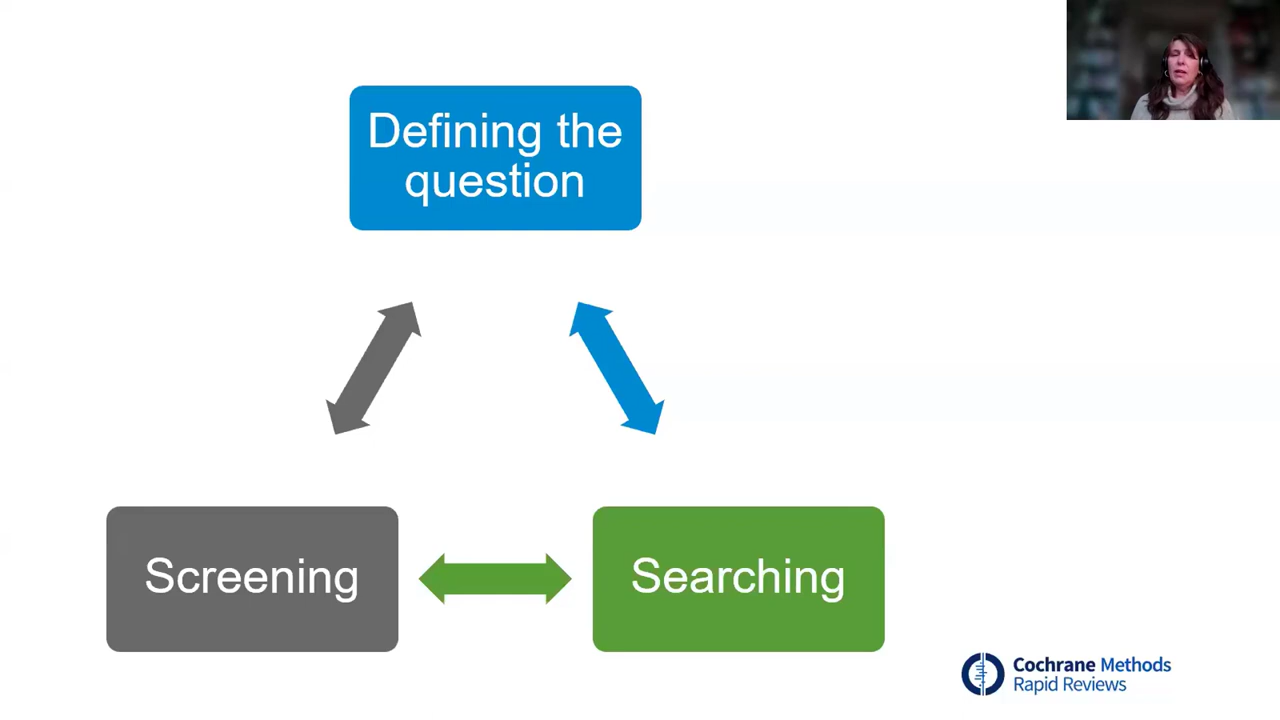 Defining the
question
Screening
Searching
Cochrane Methods
Rapid Reviews